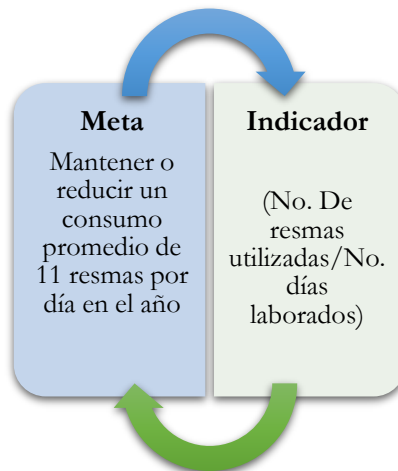 Meta
Mantener o
reducir un
consumo
promedio de
11 resmas por
día en el año
Indicador
(No. De
resmas
utilizadas/No.
días
laborados)